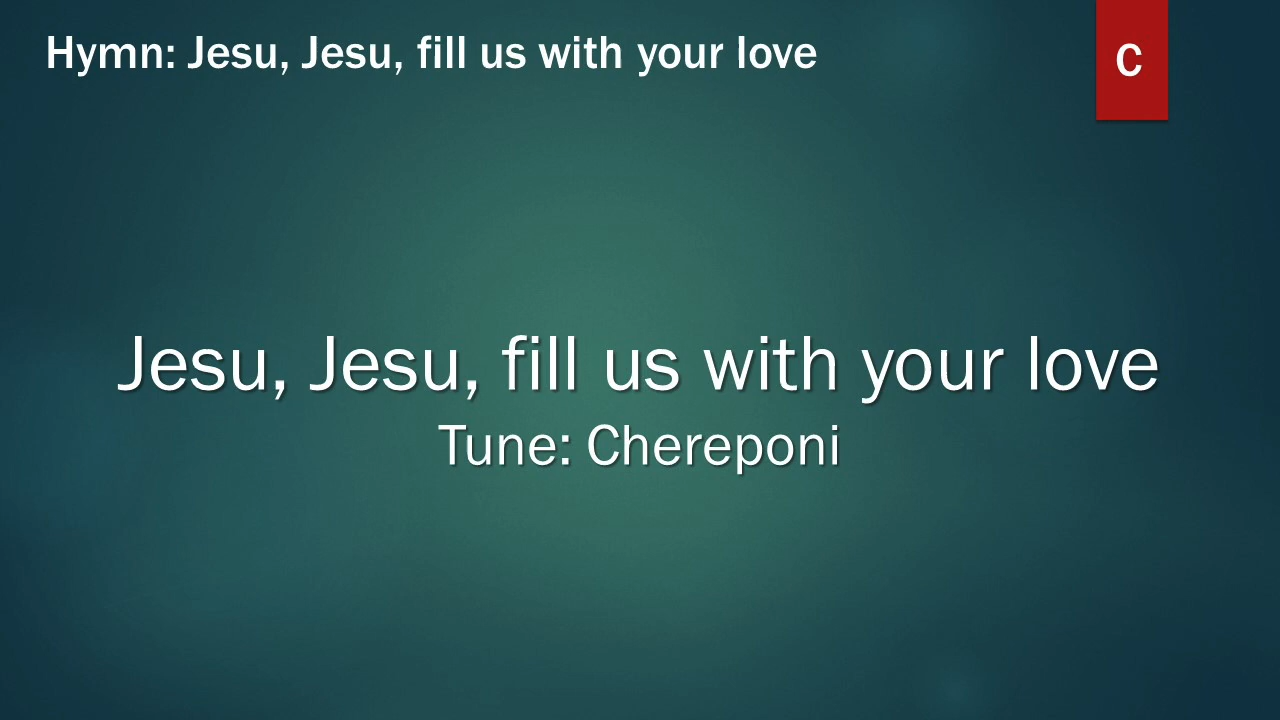 Hymn: Jesu, Jesu, fill us with your love
C
Jesu, Jesu, fill us with your love
Tune: Chereponi